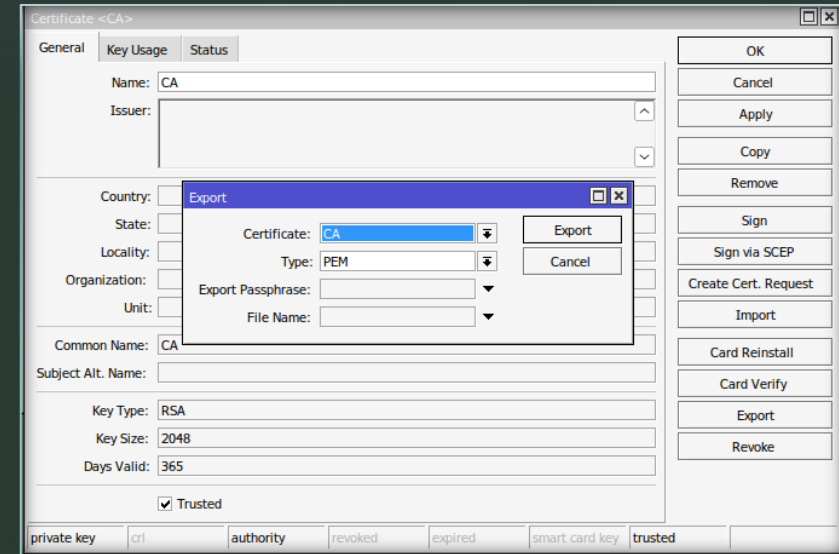 Certificate <CA>
General Key Usage Status
OK
Name: CA
Cancel
Issuer:
Apply
Copy
Remove
Export
Country:
State:
Certificate: CA
Export
Sign
Locality:
Type: PEM
Cancel
Sign via SCEP
Organization:
Export Passphrase:
Create Cert. Request
Unit:
File Name:
Import
Common Name: CA
Card Reinstall
Subject Alt. Name:
Card Verify
Key Type: RSA
Export
Key Size: 2048
Revoke
Days Valid: 365
Trusted
private key crl authority revoked expired smart card key trusted